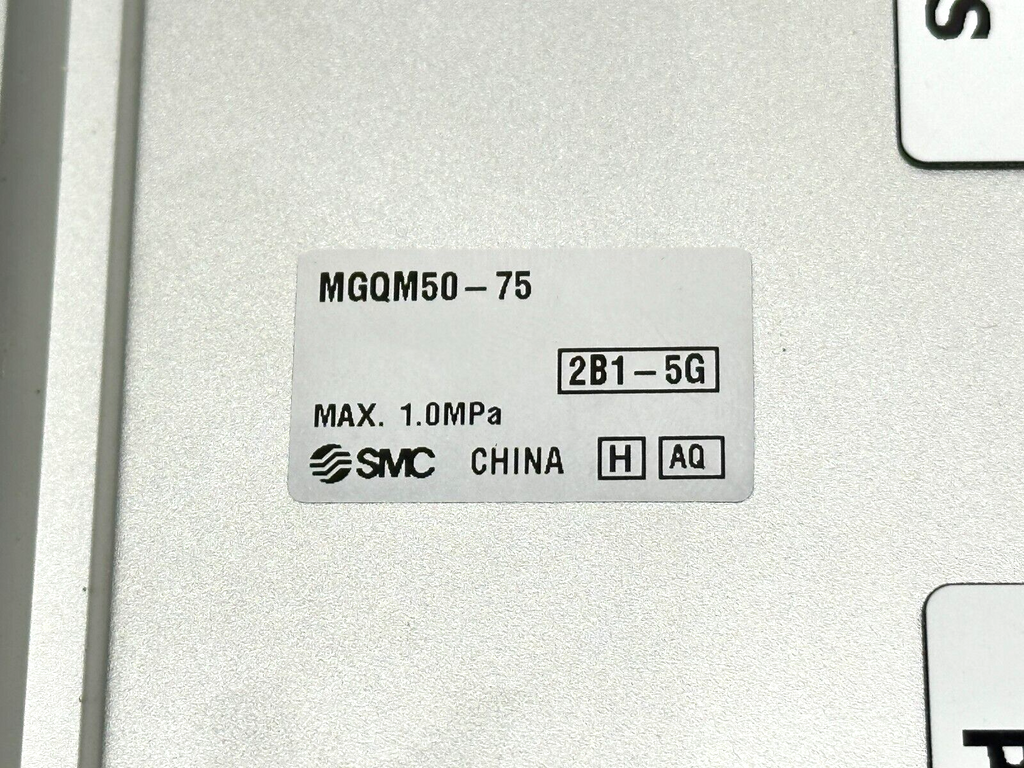 S
MGQM50-75
2B1-5G
MAX. 1.0MPa
SMC CHINA H AQ